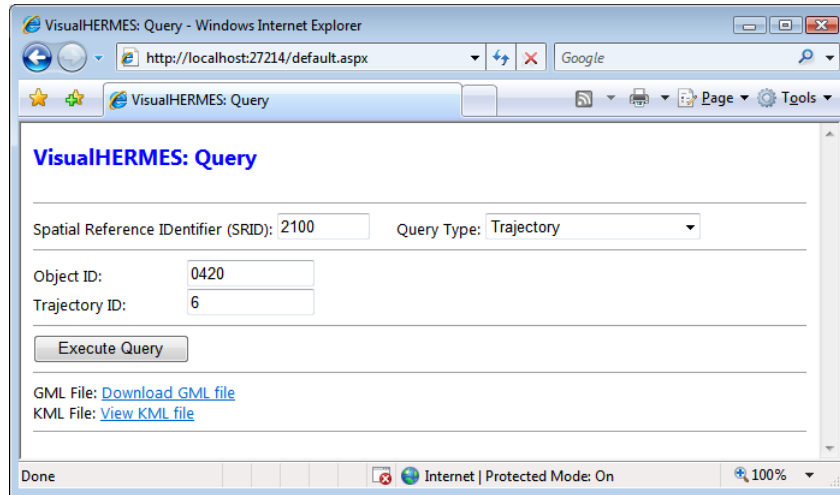 VisualHERMES: Query - Windows Internet Explorer
http://localhost:27214/default.aspx
Google
VisualHERMES: Query
Page
Tools
VisualHERMES: Query
Spatial Reference IDentifier (SRID): 2100 Query Type: Trajectory
Object ID: 0420
Trajectory ID: 6
Execute Query
GML File: Download GML file
KML File: View KML file
Done Internet | Protected Mode: On 100%